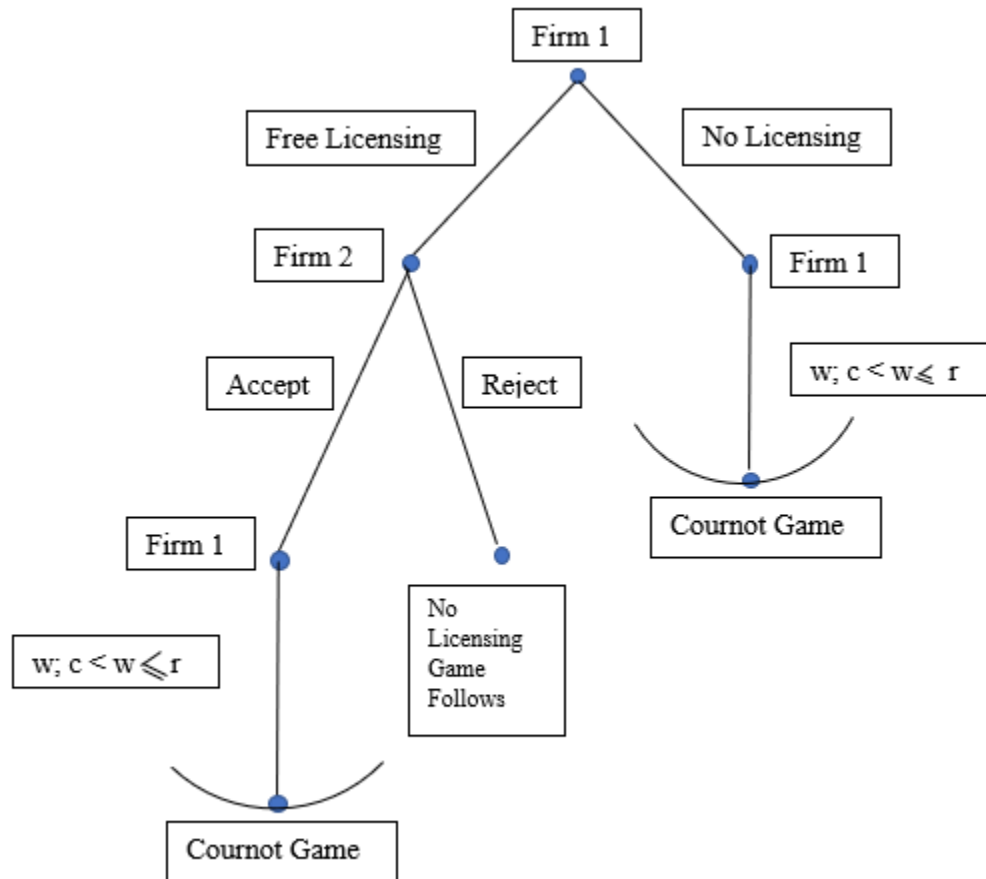 Firm 1
Free Licensing
No Licensing
Firm 2
Firm 1
Accept
Reject
w; c < w ⩽ r
Cournot Game
Firm 1
No
Licensing
Game
Follows
w; c < w ⩽ r
Cournot Game